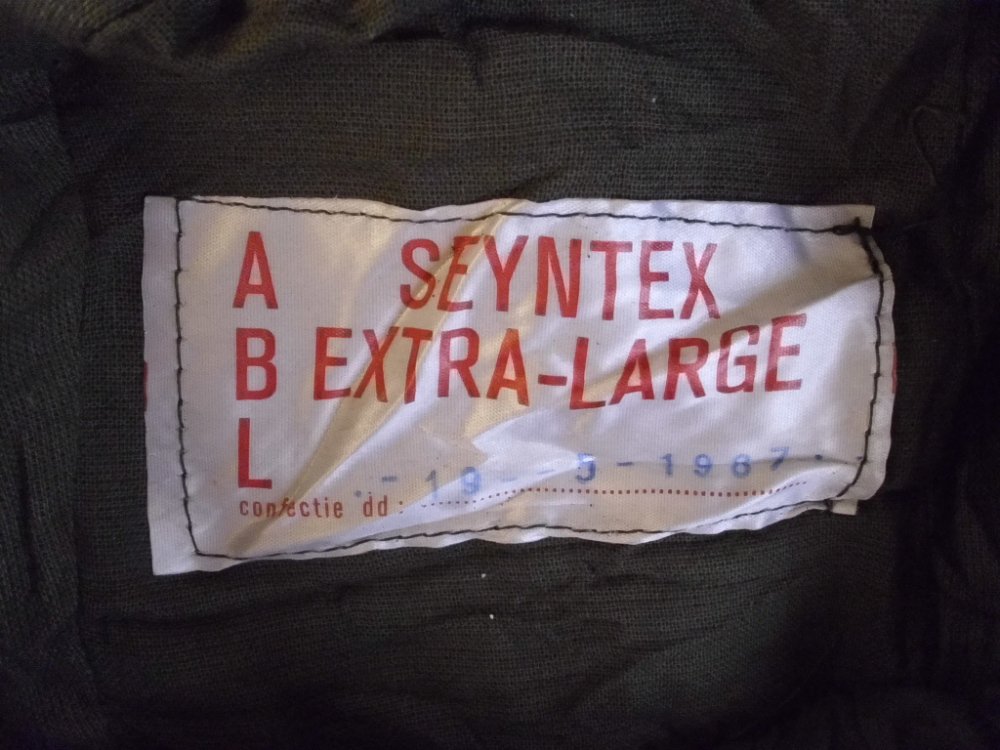 A SEYNTEX
B EXTRA-LARGE
L
.- 19 - 5 - 1967 . -
confectie dd :